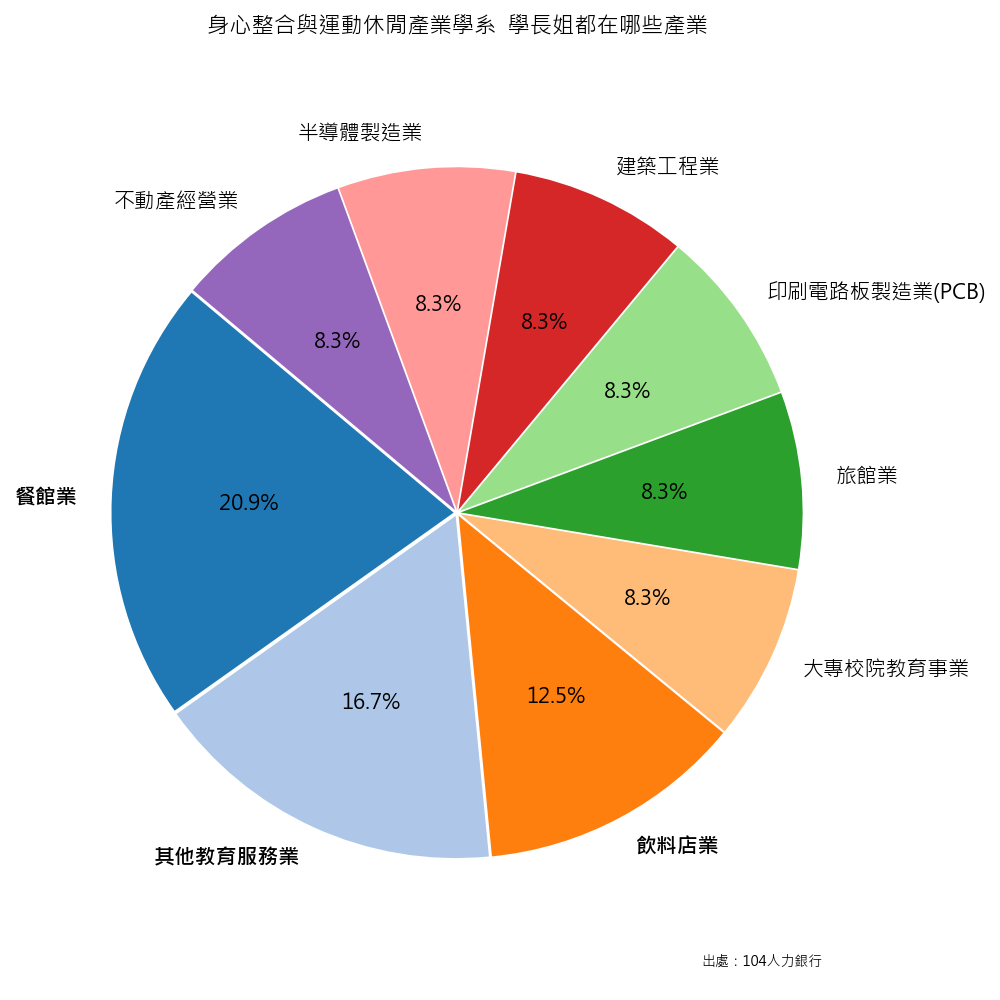 身心整合與運動休閒產業學系 學長姐都在哪些產業
半導體製造業
建築工程業
不動產經營業
印刷電路板製造業(PCB)
8.3%
8.3%
8.3%
8.3%
旅館業
8.3%
餐館業
20.9%
8.3%
大專校院教育事業
16.7%
12.5%
飲料店業
其他教育服務業
出處：104人力銀行